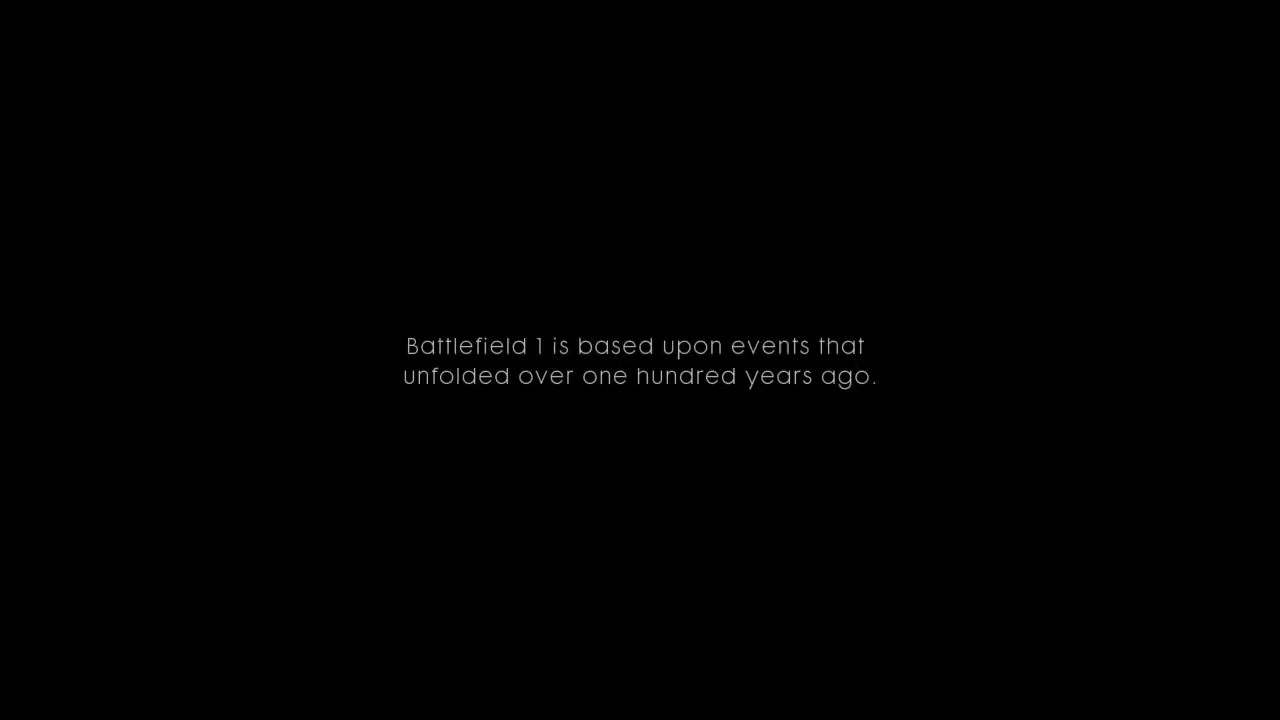 Battlefield 1 is based upon events that
unfolded over one hundred years ago.